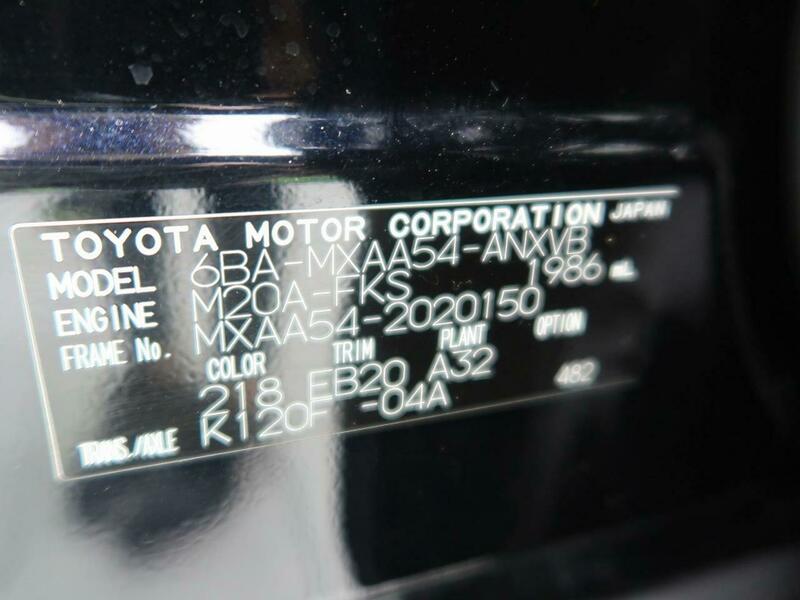 TOYOTA MOTOR CORPORATION JAPAN
MODEL 6BA-MXAA54-ANXVB
ENGINE M20A-FKS 1986 mL
FRAME No. MXAA54-2020150
COLOR TRIM PLANT OPTION
218 EB20 A32 482
TRANS./AXLE K120F -04A